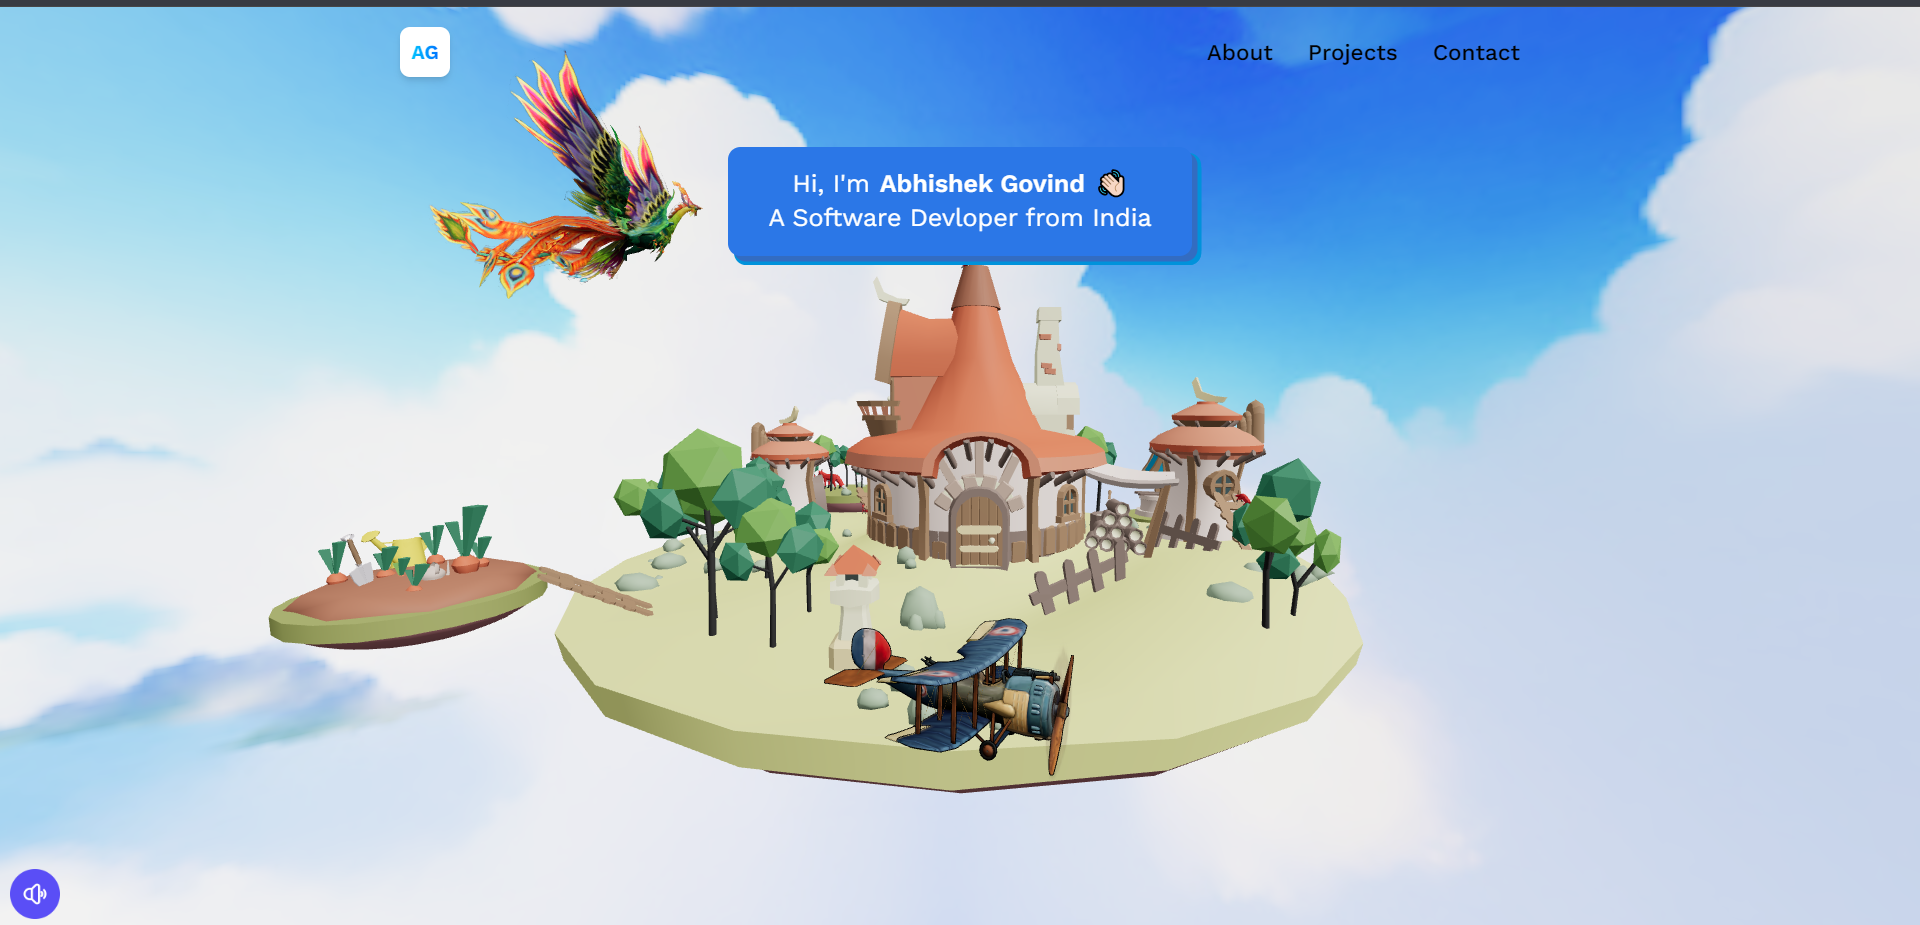 AG
About Projects Contact
Hi, I'm Abhishek Govind 👋
A Software Devloper from India